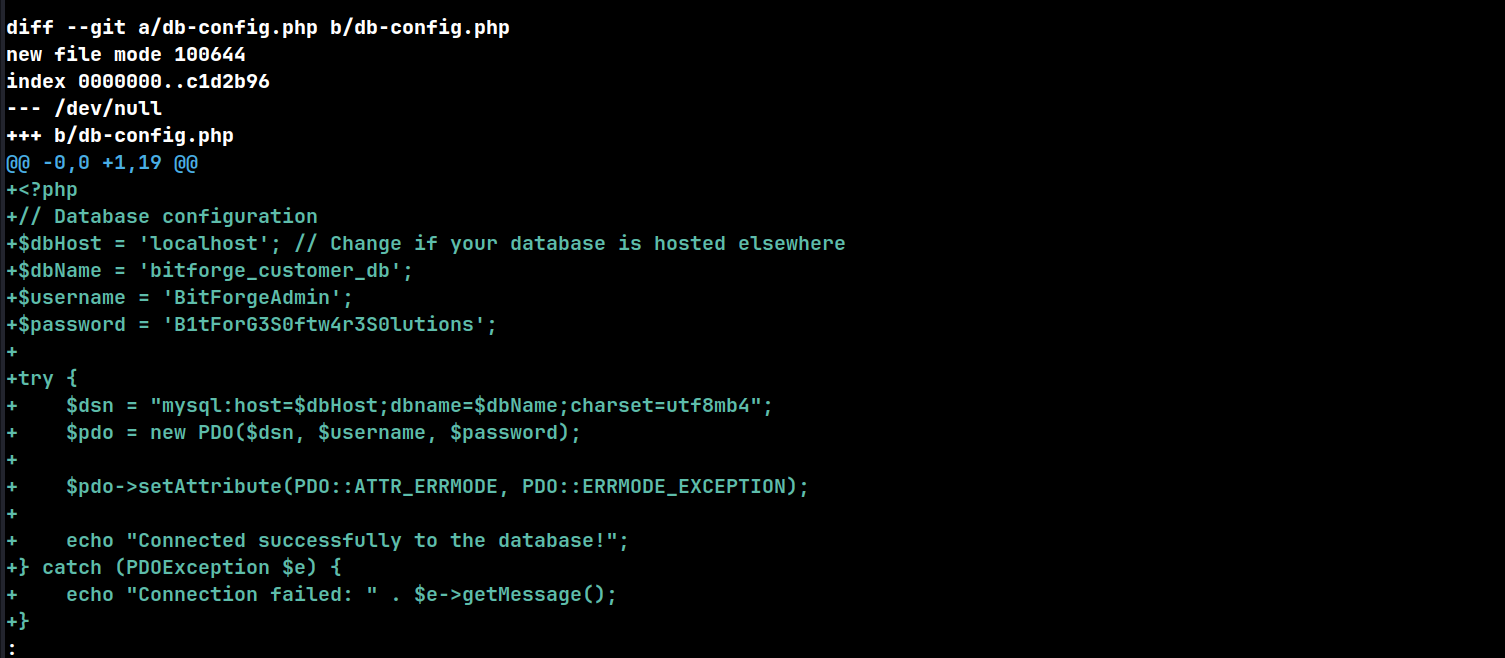 diff --git a/db-config.php b/db-config.php
new file mode 100644
index 0000000..c1d2b96
--- /dev/null
+++ b/db-config.php
@@ -0,0 +1,19 @@
+<?php
+// Database configuration
+$dbHost = 'localhost'; // Change if your database is hosted elsewhere
+$dbName = 'bitforge_customer_db';
+$username = 'BitForgeAdmin';
+$password = 'B1tForG3S0ftw4r3S0lutions';
+
+try {
+    $dsn = "mysql:host=$dbHost;dbname=$dbName;charset=utf8mb4";
+    $pdo = new PDO($dsn, $username, $password);
+
+    $pdo->setAttribute(PDO::ATTR_ERRMODE, PDO::ERRMODE_EXCEPTION);
+
+    echo "Connected successfully to the database!";
+} catch (PDOException $e) {
+    echo "Connection failed: " . $e->getMessage();
+}
: